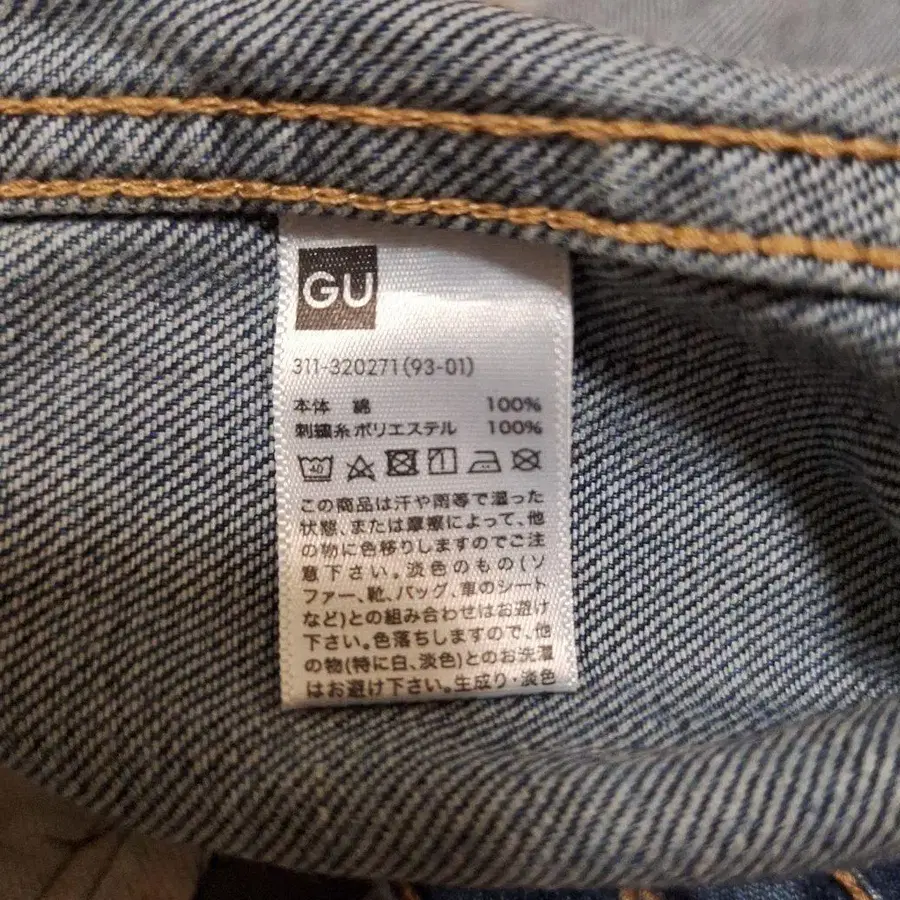 GU
311-320271(93-01)
本体 綿 100%
刺繍糸ポリエステル 100%
40
この商品は汗や雨等で湿った
状態、または摩擦によって、他
の物に色移りしますのでご注
意下さい。淡色のもの(ソ
ファー、靴、バッグ、車のシート
など)との組み合わせはお避け
下さい。色落ちしますので、他
の物(特に白、淡色)とのお洗濯
はお避け下さい。生成り・淡色